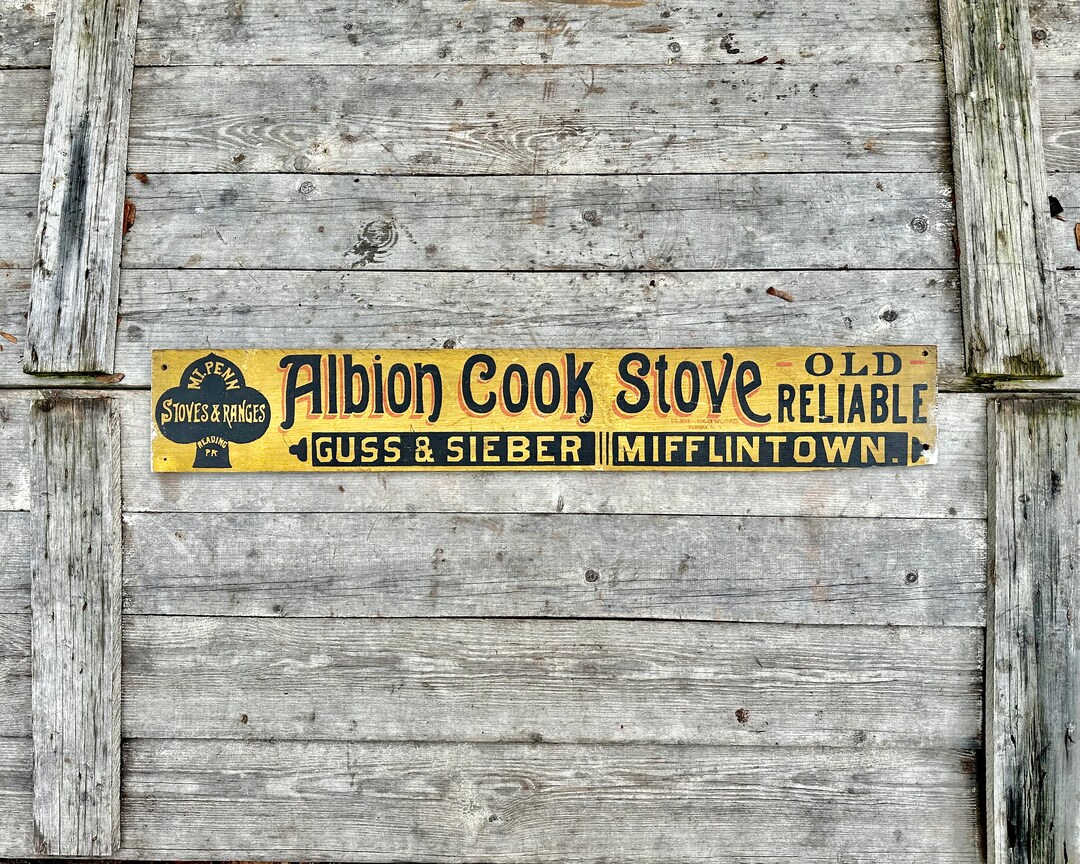 MT. PENN
STOVES & RANGES
READING
PA
Albion Cook Stove
OLD
RELIABLE
GUSS & SIEBER
MIFFLINTOWN.